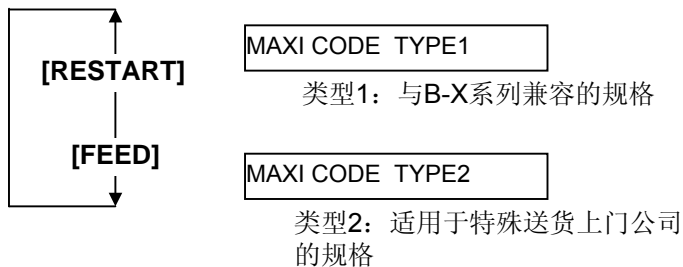 MAXI CODE  TYPE1
[RESTART]
类型1：与B-X系列兼容的规格
[FEED]
MAXI CODE  TYPE2
类型2：适用于特殊送货上门公司
的规格